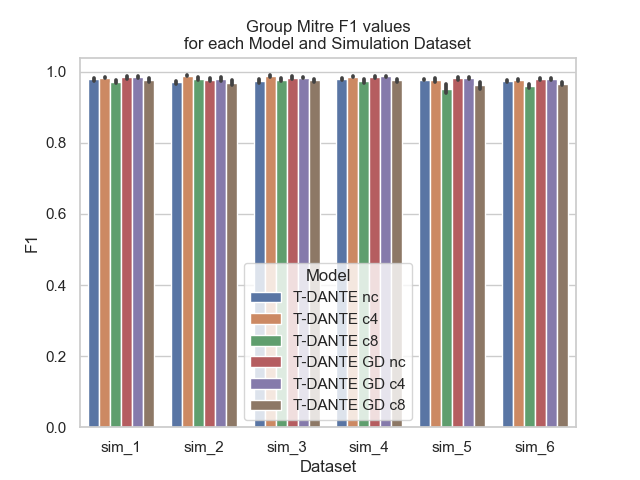 Group Mitre F1 values
for each Model and Simulation Dataset
1.0
0.8
0.6
0.4
0.2
0.0
F1
Model
T-DANTE nc
T-DANTE c4
T-DANTE c8
T-DANTE GD nc
T-DANTE GD c4
T-DANTE GD c8
sim_1 sim_2 sim_3 sim_4 sim_5 sim_6
Dataset